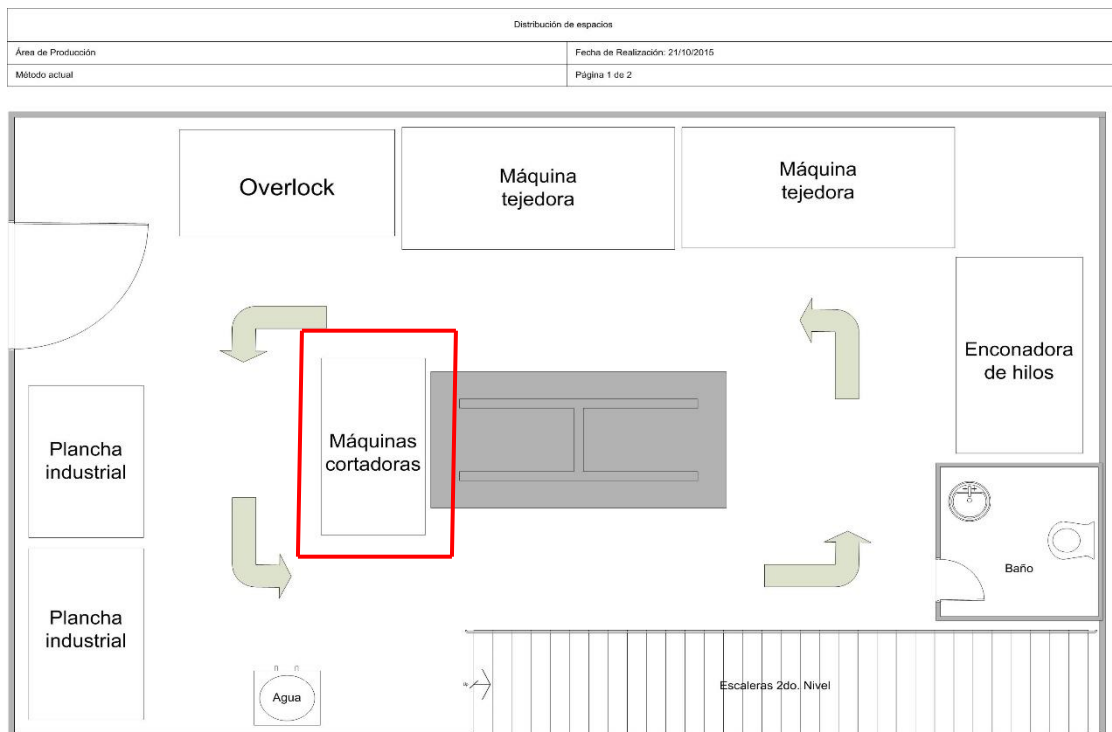 Distribución de espacios
Área de Producción
Fecha de Realización: 21/10/2015
Método actual
Página 1 de 2
Overlock
Máquina
tejedora
Máquina
tejedora
Enconadora
de hilos
Máquinas
cortadoras
Plancha
industrial
Plancha
industrial
Baño
Agua
Escaleras 2do. Nivel